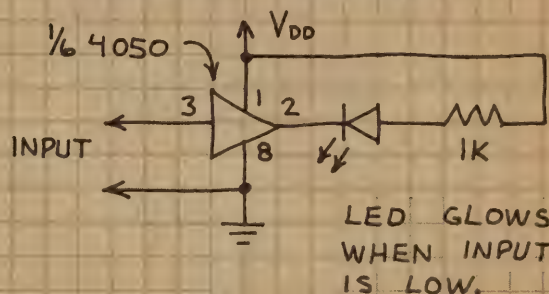 1/6 4050
VDD
3
1
2
8
INPUT
1K
LED GLOWS
WHEN INPUT
IS LOW.